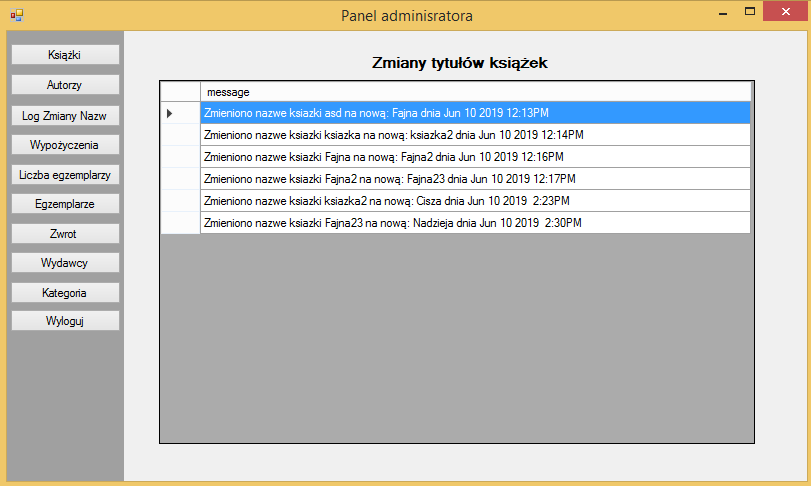 Panel adminisratora
Książki
Autorzy
Log Zmiany Nazw
Wypożyczenia
Liczba egzemplarzy
Egzemplarze
Zwrot
Wydawcy
Kategoria
Wyloguj
Zmiany tytułów książek
message
Zmieniono nazwe ksiazki asd na nową: Fajna dnia Jun 10 2019 12:13PM
Zmieniono nazwe ksiazki ksiazka na nową: ksiazka2 dnia Jun 10 2019 12:14PM
Zmieniono nazwe ksiazki Fajna na nową: Fajna2 dnia Jun 10 2019 12:16PM
Zmieniono nazwe ksiazki Fajna2 na nową: Fajna23 dnia Jun 10 2019 12:17PM
Zmieniono nazwe ksiazki ksiazka2 na nową: Cisza dnia Jun 10 2019  2:23PM
Zmieniono nazwe ksiazki Fajna23 na nową: Nadzieja dnia Jun 10 2019  2:30PM